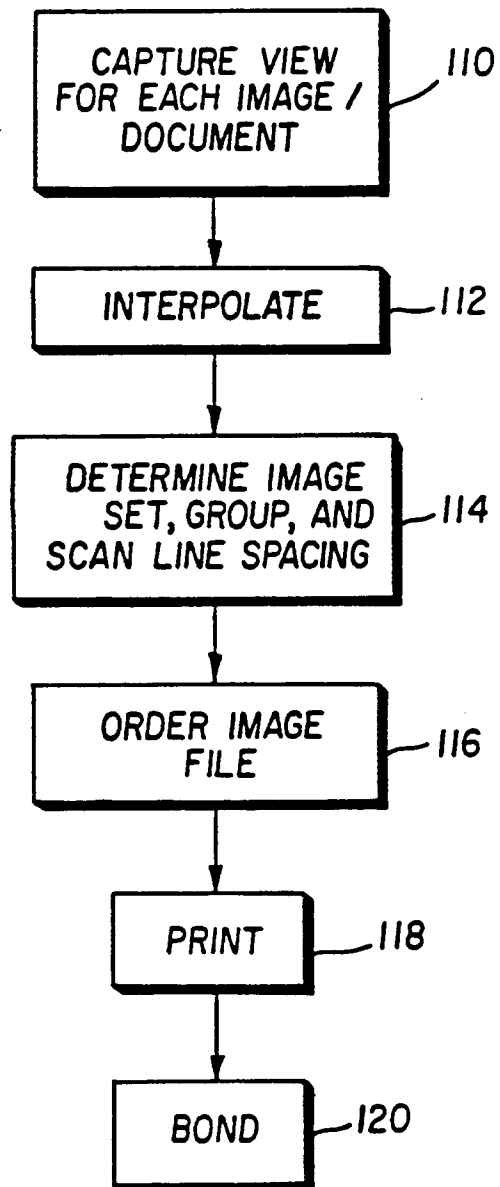 CAPTURE VIEW
FOR EACH IMAGE /
DOCUMENT
110
INTERPOLATE
112
DETERMINE IMAGE
SET, GROUP, AND
SCAN LINE SPACING
114
ORDER IMAGE
FILE
116
PRINT
118
BOND
120